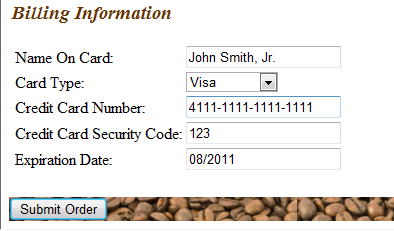 Billing Information
Name On Card: John Smith, Jr.
Card Type: Visa
Credit Card Number: 4111-1111-1111-1111
Credit Card Security Code: 123
Expiration Date: 08/2011
Submit Order